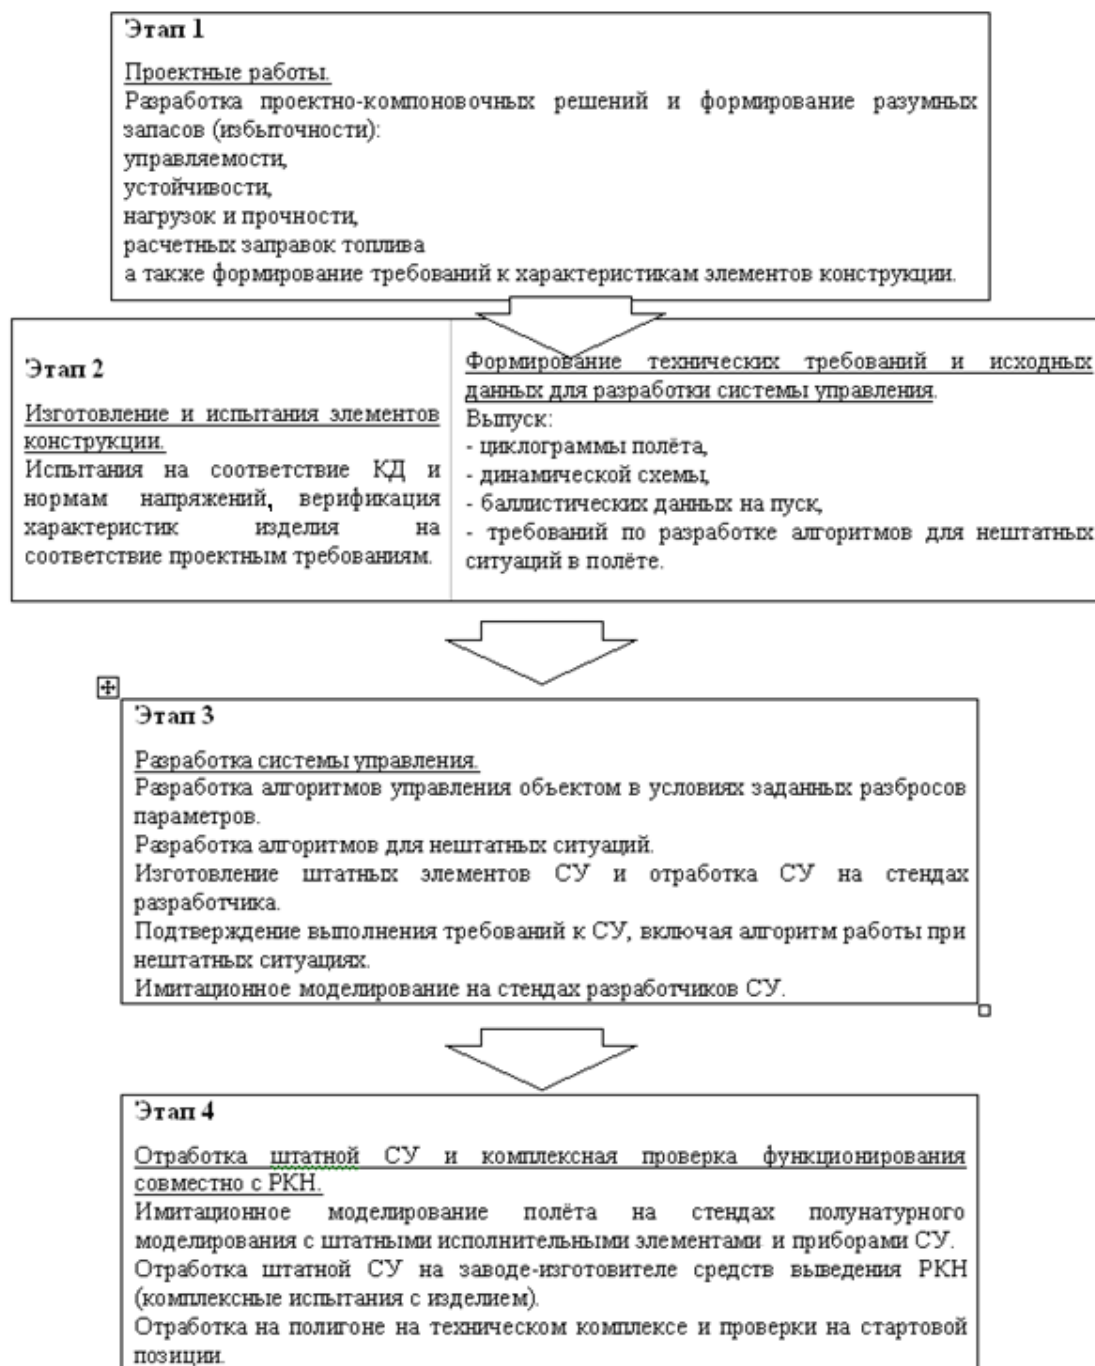 Этап 1
Проектные работы.
Разработка проектно-компоновочных решений и формирование разумных
запасов (избыточности):
управляемости,
устойчивости,
нагрузок и прочности,
расчетных заправок топлива
а также формирование требований к характеристикам элементов конструкции.
Этап 2
Изготовление и испытания элементов
конструкции.
Испытания на соответствие КД и
нормам напряжений, верификация
характеристик изделия на
соответствие проектным требованиям.
Формирование технических требований и исходных
данных для разработки системы управления.
Выпуск:
- циклограммы полёта,
- динамической схемы,
- баллистических данных на пуск,
- требований по разработке алгоритмов для нештатных
ситуаций в полёте.
Этап 3
Разработка системы управления.
Разработка алгоритмов управления объектом в условиях заданных разбросов
параметров.
Разработка алгоритмов для нештатных ситуаций.
Изготовление штатных элементов СУ и отработка СУ на стендах
разработчика.
Подтверждение выполнения требований к СУ, включая алгоритм работы при
нештатных ситуациях.
Имитационное моделирование на стендах разработчиков СУ.
Этап 4
Отработка штатной СУ и комплексная проверка функционирования
совместно с РКН.
Имитационное моделирование полёта на стендах полунатурного
моделирования с штатными исполнительными элементами и приборами СУ.
Отработка штатной СУ на заводе-изготовителе средств выведения РКН
(комплексные испытания с изделием).
Отработка на полигоне на техническом комплексе и проверки на стартовой
позиции.